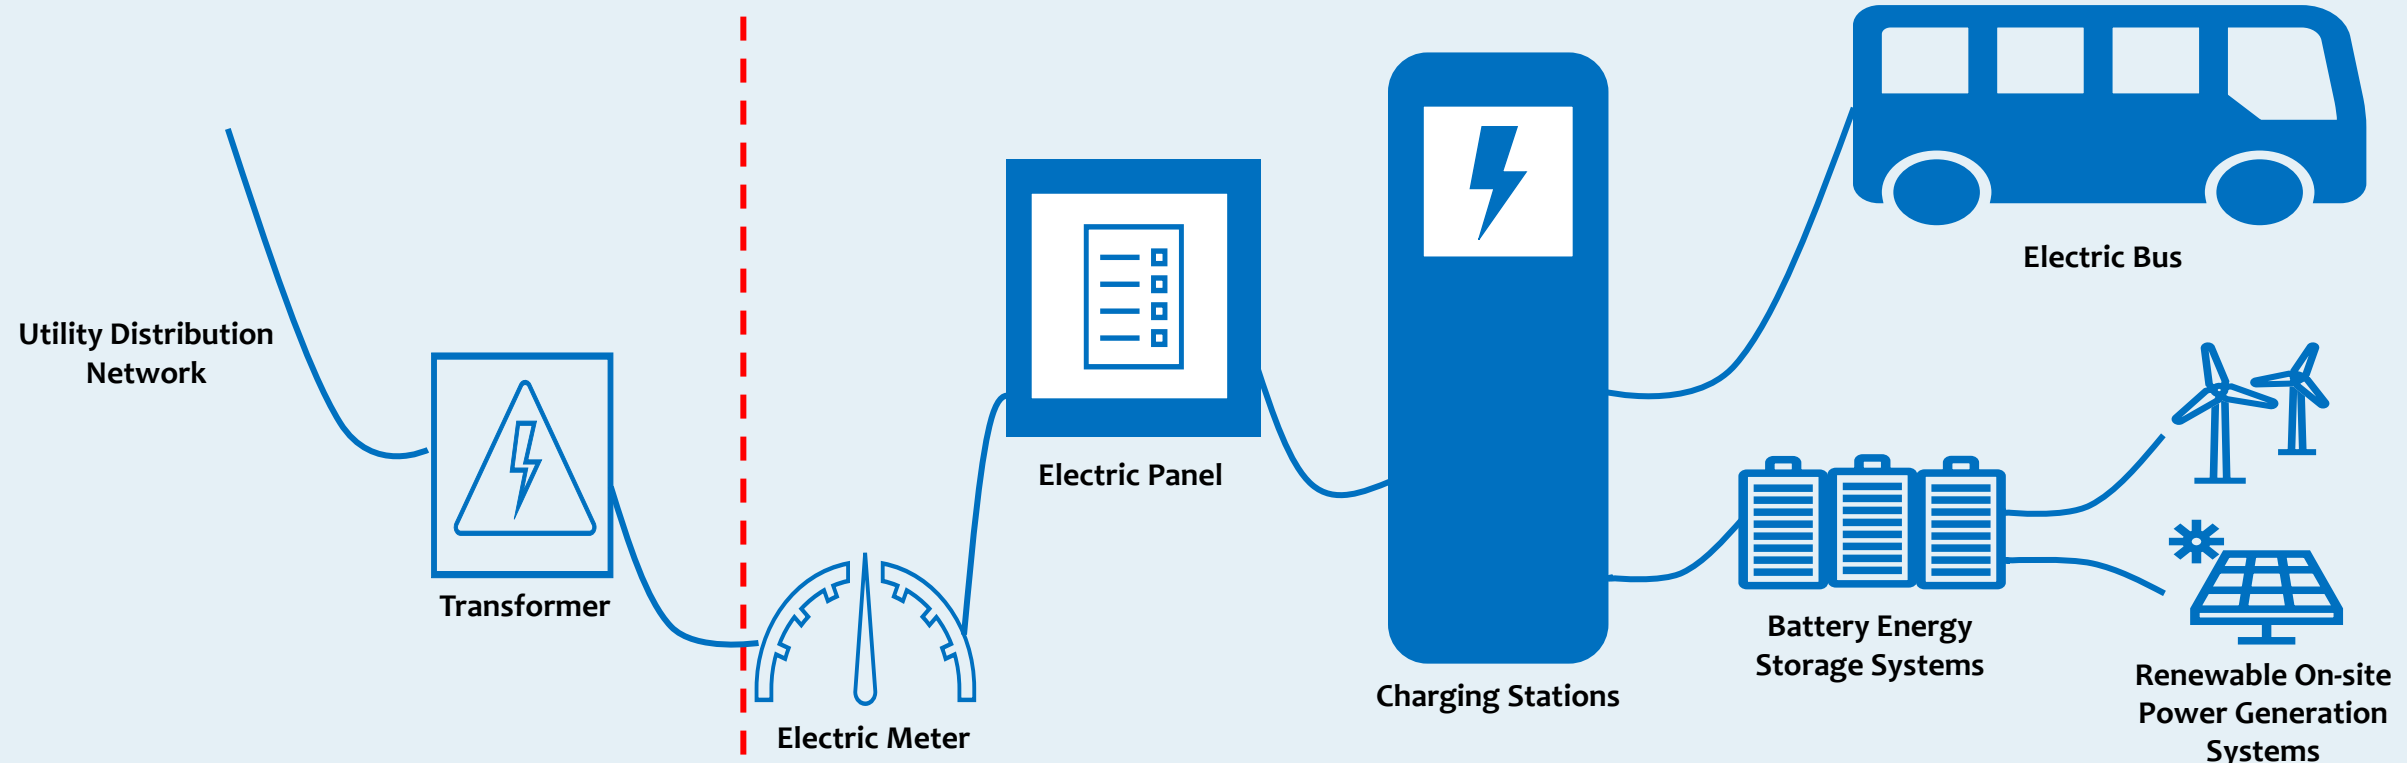 Utility Distribution
Network
Transformer
Electric Meter
Electric Panel
Charging Stations
Electric Bus
Battery Energy
Storage Systems
Renewable On-site
Power Generation
Systems